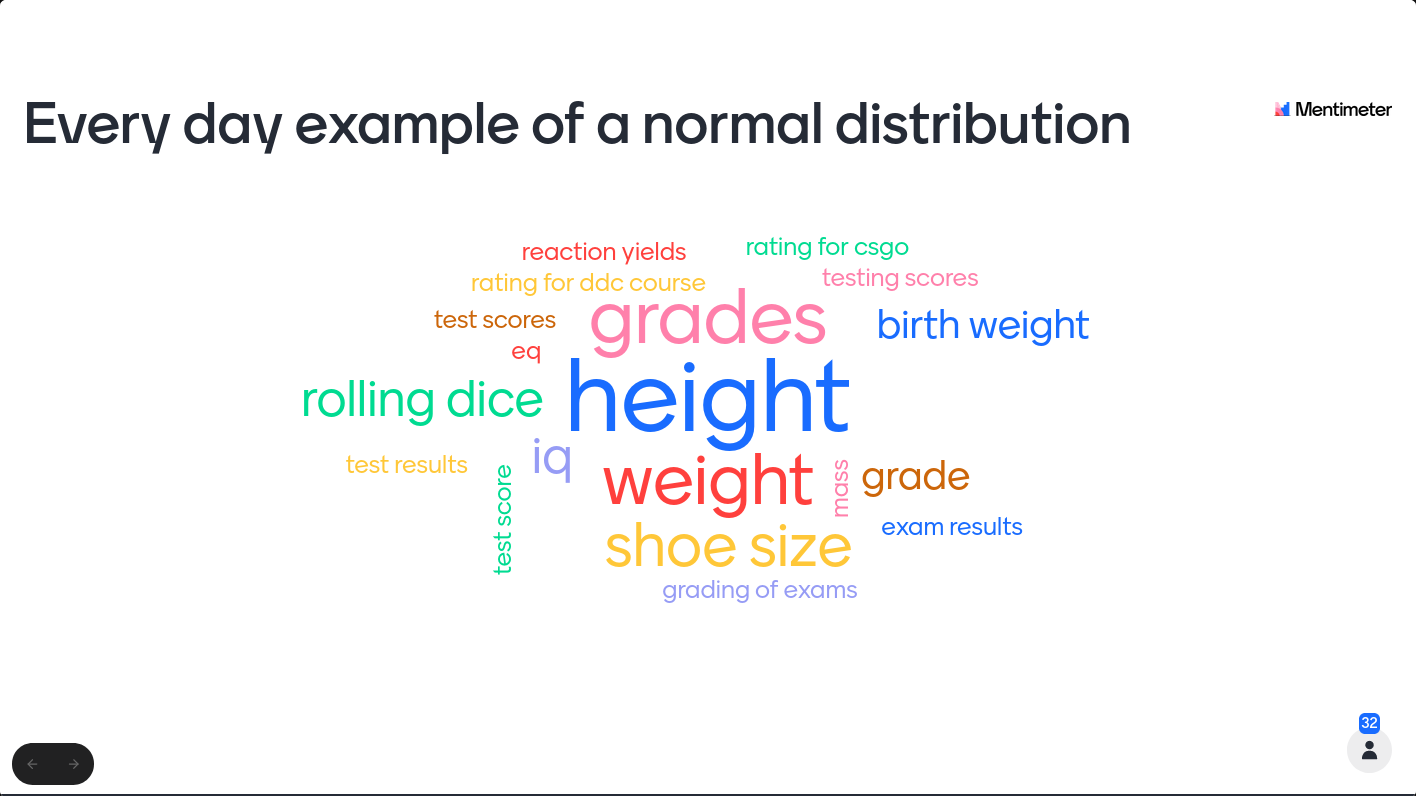 Every day example of a normal distribution
Mentimeter
reaction yields
rating for csgo
rating for ddc course
testing scores
test scores
grades
birth weight
eq
rolling dice
height
test results
iq
test score
weight
mass
grade
shoe size
exam results
grading of exams
32